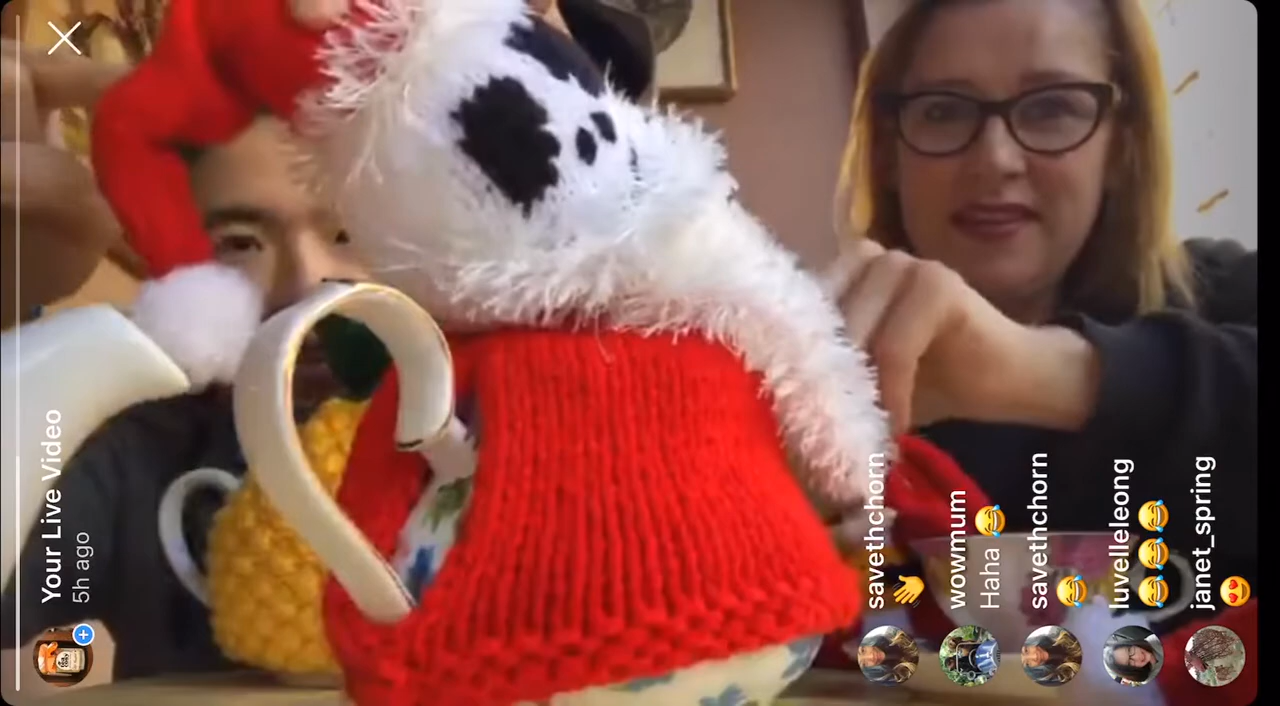 Your Live Video
5h ago
savethchorn
👋
wowmum
Haha 😂
savethchorn
😂
luvelleleong
😂😂😂
janet_spring
😍